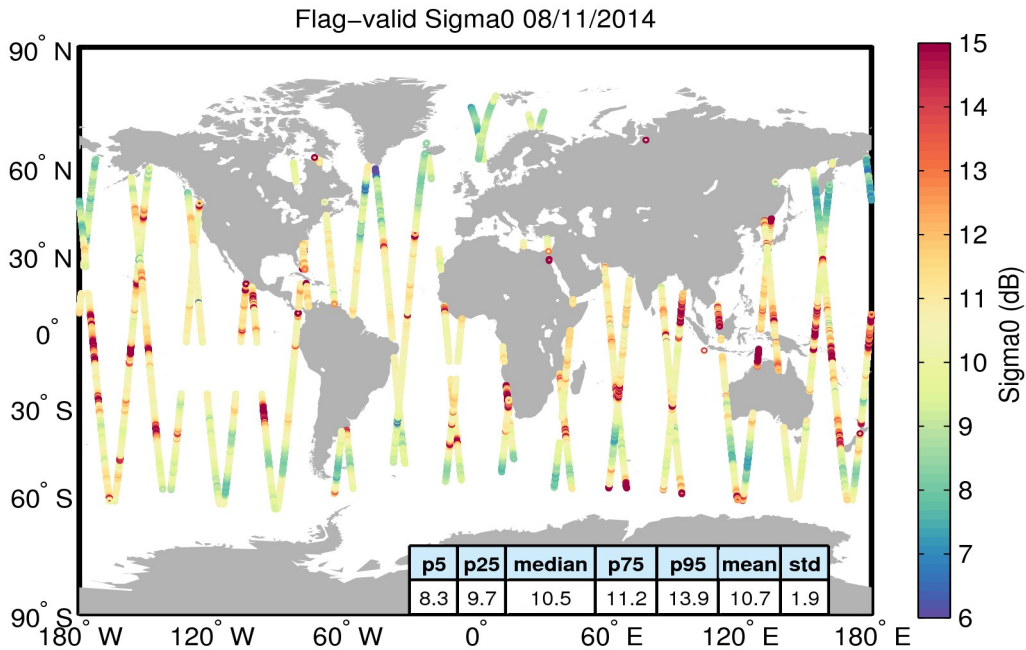 Flag−valid Sigma0 08/11/2014
90° N
60° N
30° N
0°
30° S
60° S
90° S
180° W
120° W
60° W
0°
60° E
120° E
180° E
p5 p25 median p75 p95 mean std
8.3 9.7 10.5 11.2 13.9 10.7 1.9
15
14
13
12
11
10
9
8
7
6
Sigma0 (dB)